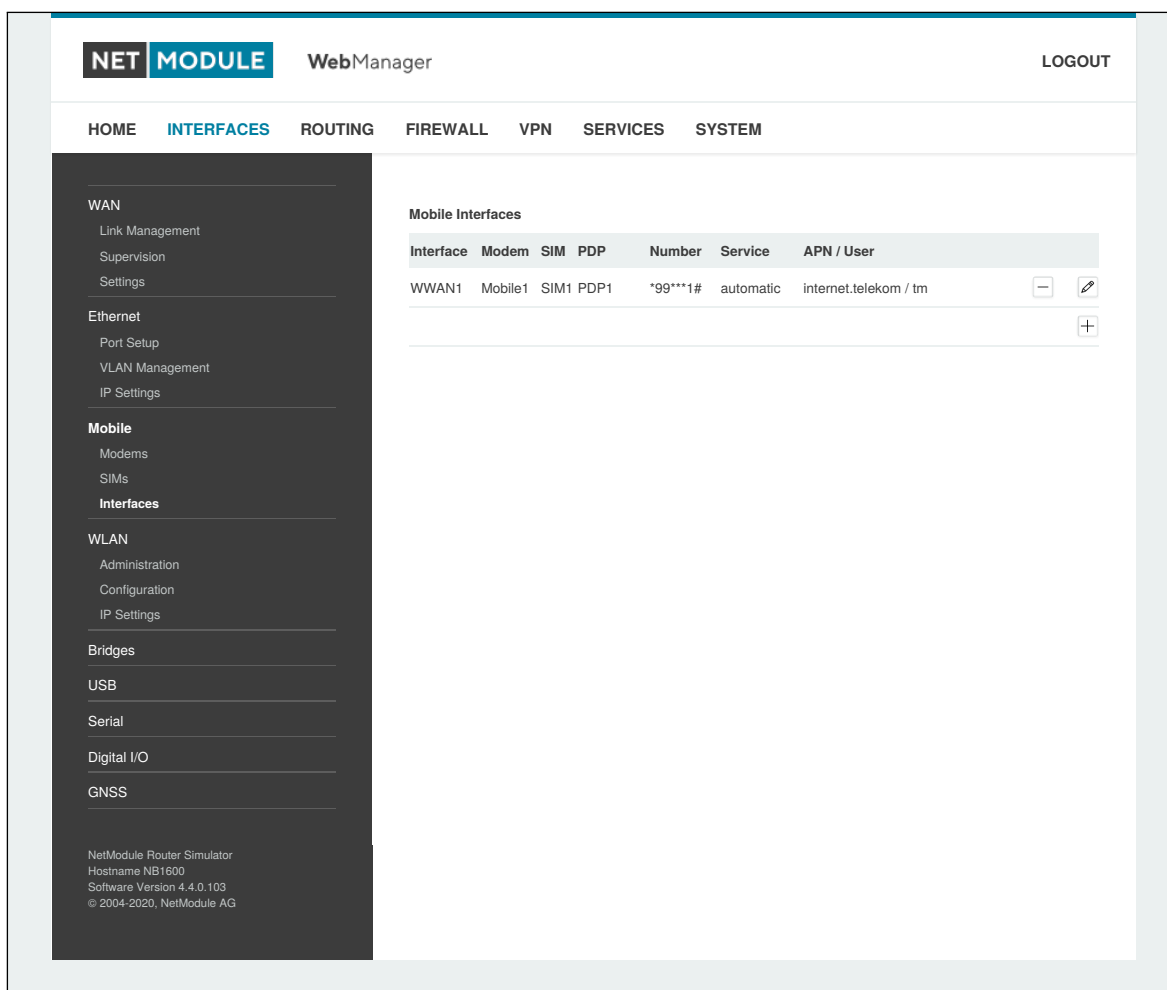 NET MODULE WebManager LOGOUT
HOME INTERFACES ROUTING FIREWALL VPN SERVICES SYSTEM
WAN
Link Management
Supervision
Settings
Ethernet
Port Setup
VLAN Management
IP Settings
Mobile
Modems
SIMs
Interfaces
WLAN
Administration
Configuration
IP Settings
Bridges
USB
Serial
Digital I/O
GNSS
NetModule Router Simulator
Hostname NB1600
Software Version 4.4.0.103
© 2004-2020, NetModule AG
Mobile Interfaces
Interface Modem SIM PDP Number Service APN / User
WWAN1 Mobile1 SIM1 PDP1 *99***1# automatic internet.telekom / tm